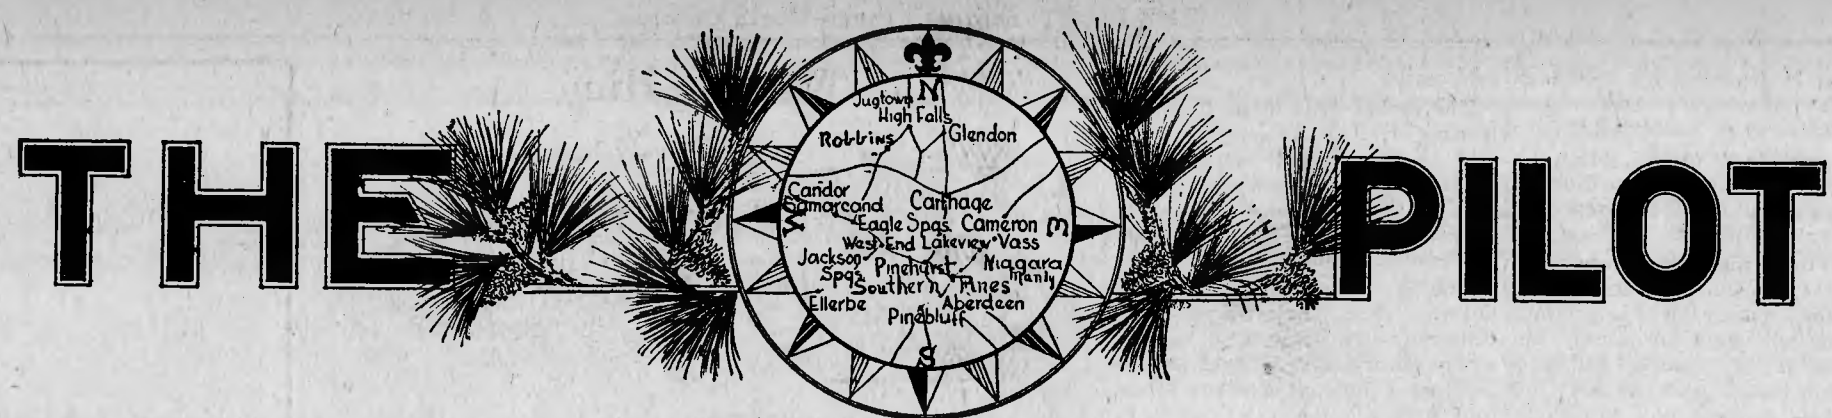 THE PILOT
N
Jugtown
High Falls
Robbins Glendon
Candor
Samarcand Carthage
W Eagle Spgs. Cameron E
West End Lakeview Vass
Jackson Spgs. Pinehurst Niagara
Manly
Southern Pines
Ellerbe Aberdeen
Pinebluff
S